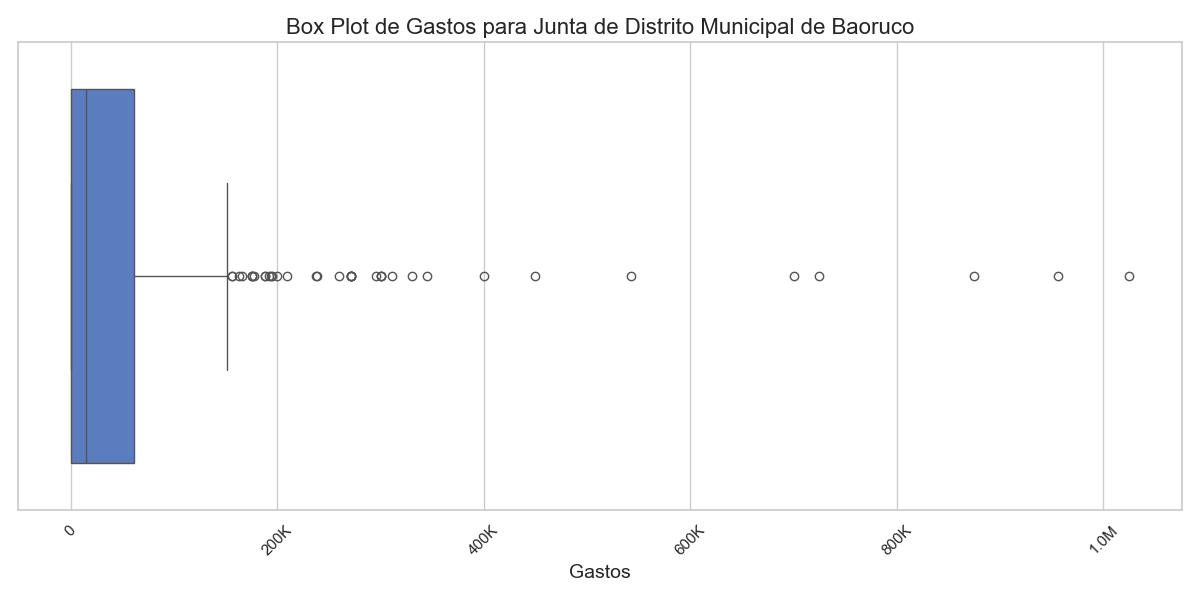 Box Plot de Gastos para Junta de Distrito Municipal de Baoruco
0
200K
400K
600K
800K
1.0M
Gastos